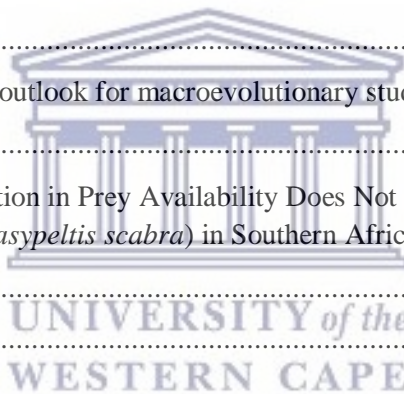 ........................................
outlook for macroevolutionary stu
........................................
tion in Prey Availability Does Not
asypeltis scabra) in Southern Afric
........................................
UNIVERSITY of the
........................................
WESTERN CAPE